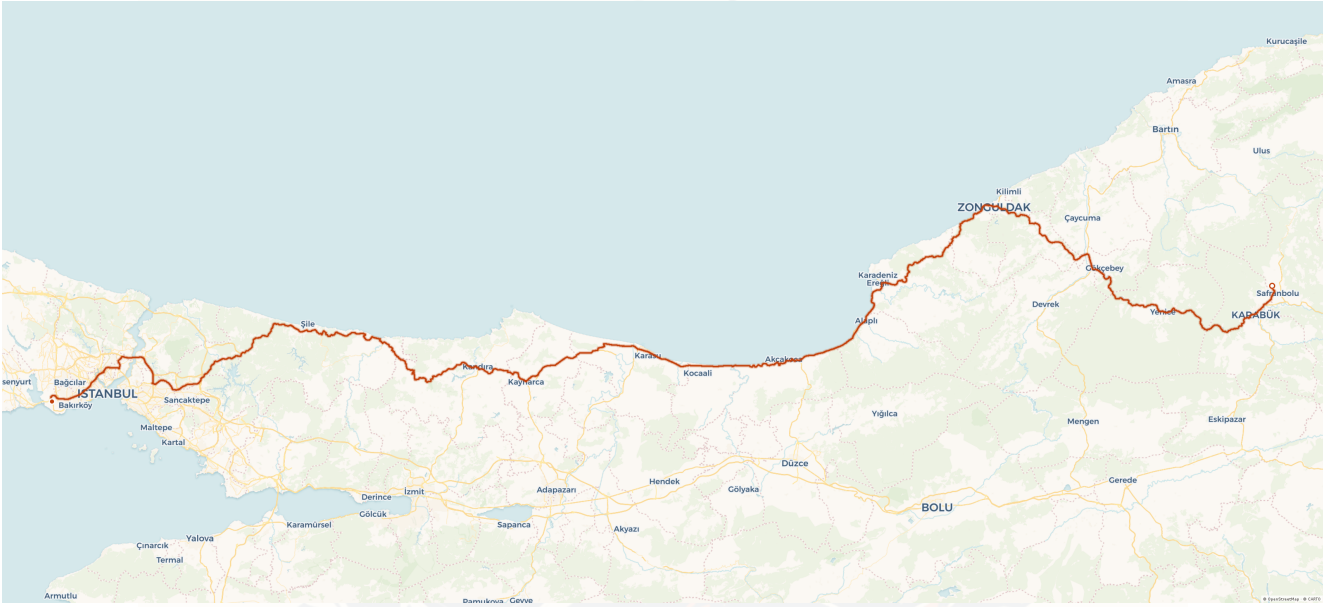 Kurucaşile
Amasra
Bartın
Ulus
Kilimli
ZONGULDAK
Çaycuma
Gökçebey
Karadeniz
Ereğli
Safranbolu
Devrek
Yenice
KARABÜK
Alaplı
Şile
Karasu
Akçakoca
Kandıra
Kocaali
Kaynarca
senyurt
Bağcılar
ISTANBUL
Bakırköy
Sancaktepe
Yığılca
Mengen
Eskipazar
Maltepe
Kartal
Düzce
Hendek
Gölyaka
Gerede
Adapazarı
İzmit
Derince
Gölcük
BOLU
Karamürsel
Sapanca
Akyazı
Yalova
Çınarcık
Termal
Armutlu
Pamukova
Geyve
© OpenStreetMap © CARTO